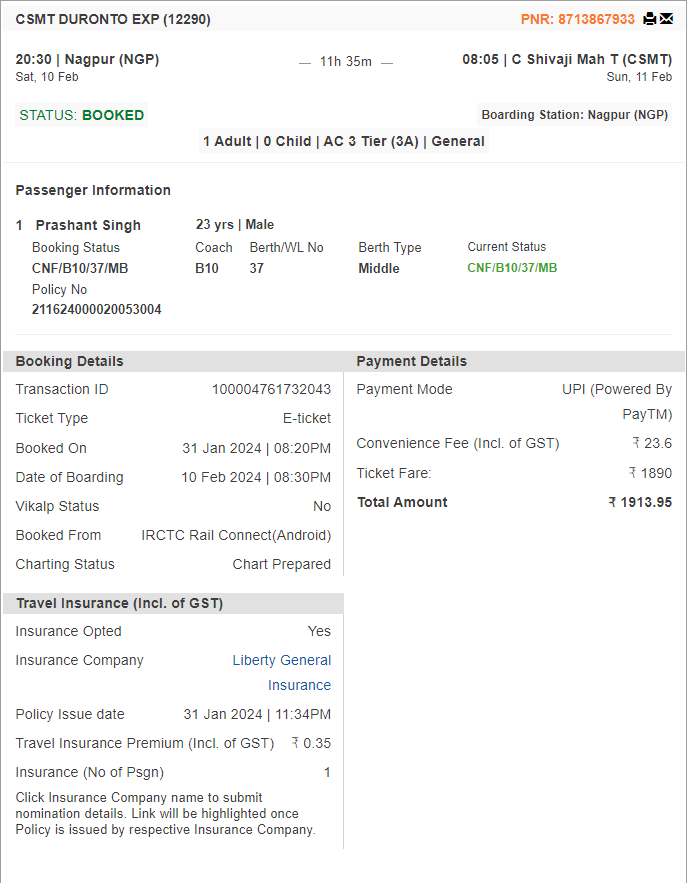 CSMT DURONTO EXP (12290) PNR: 8713867933
20:30 | Nagpur (NGP) — 11h 35m — 08:05 | C Shivaji Mah T (CSMT)
Sat, 10 Feb Sun, 11 Feb
STATUS: BOOKED Boarding Station: Nagpur (NGP)
1 Adult | 0 Child | AC 3 Tier (3A) | General
Passenger Information
1 Prashant Singh 23 yrs | Male
Booking Status Coach Berth/WL No Berth Type Current Status
CNF/B10/37/MB B10 37 Middle CNF/B10/37/MB
Policy No
211624000020053004
Booking Details
Transaction ID 100004761732043
Ticket Type E-ticket
Booked On 31 Jan 2024 | 08:20PM
Date of Boarding 10 Feb 2024 | 08:30PM
Vikalp Status No
Booked From IRCTC Rail Connect(Android)
Charting Status Chart Prepared
Payment Details
Payment Mode UPI (Powered By
PayTM)
Convenience Fee (Incl. of GST) ₹ 23.6
Ticket Fare: ₹ 1890
Total Amount ₹ 1913.95
Travel Insurance (Incl. of GST)
Insurance Opted Yes
Insurance Company Liberty General
Insurance
Policy Issue date 31 Jan 2024 | 11:34PM
Travel Insurance Premium (Incl. of GST) ₹ 0.35
Insurance (No of Psgn) 1
Click Insurance Company name to submit
nomination details. Link will be highlighted once
Policy is issued by respective Insurance Company.